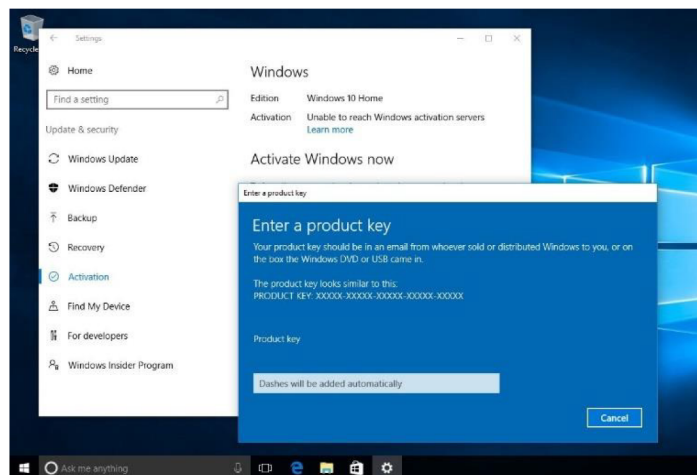 Recycle
Settings
Home
Find a setting
Update & security
Windows Update
Windows Defender
Backup
Recovery
Activation
Find My Device
For developers
Windows Insider Program
Windows
Edition Windows 10 Home
Activation Unable to reach Windows activation servers
Learn more
Activate Windows now
Enter a product key
Enter a product key
Your product key should be in an email from whoever sold or distributed Windows to you, or on
the box the Windows DVD or USB came in.
The product key looks similar to this:
PRODUCT KEY: XXXXX-XXXXX-XXXXX-XXXXX-XXXXX
Product key
Dashes will be added automatically
Cancel
Ask me anything